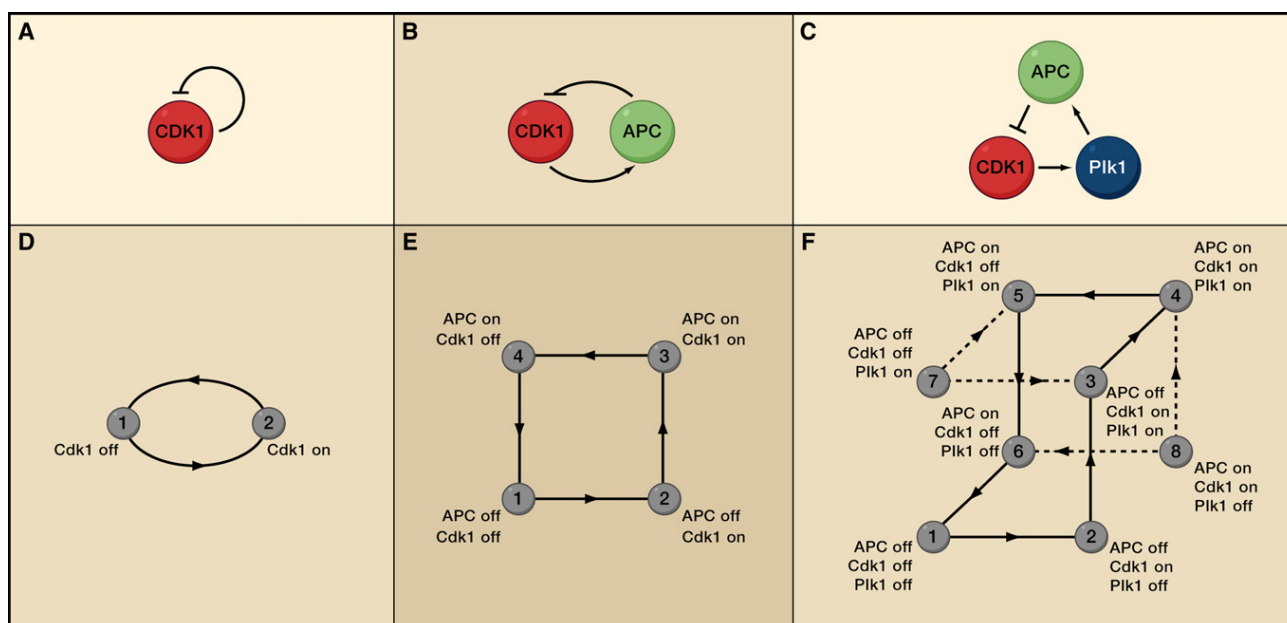 A
CDK1
B
CDK1
APC
C
APC
CDK1
Plk1
D
1
Cdk1 off
2
Cdk1 on
E
APC on
Cdk1 off
4
3
APC on
Cdk1 on
1
APC off
Cdk1 off
2
APC off
Cdk1 on
F
APC on
Cdk1 off
Plk1 on
5
4
APC on
Cdk1 on
Plk1 on
APC off
Cdk1 off
Plk1 on
7
3
APC off
Cdk1 on
Plk1 on
APC on
Cdk1 off
Plk1 off
6
8
APC on
Cdk1 on
Plk1 off
1
APC off
Cdk1 off
Plk1 off
2
APC off
Cdk1 on
Plk1 off